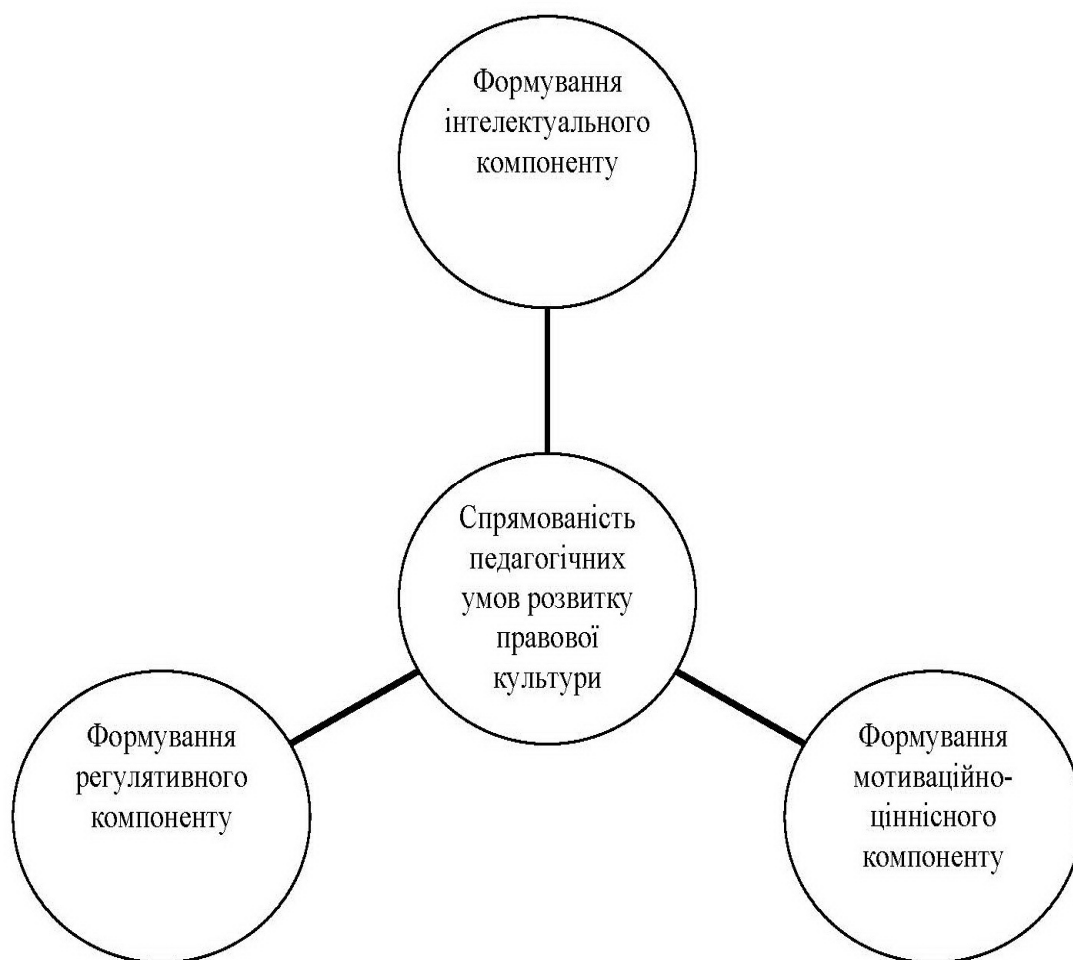 Формування
інтелектуального
компоненту
Спрямованість
педагогічних
умов розвитку
правової
культури
Формування
регулятивного
компоненту
Формування
мотиваційно-
ціннісного
компоненту